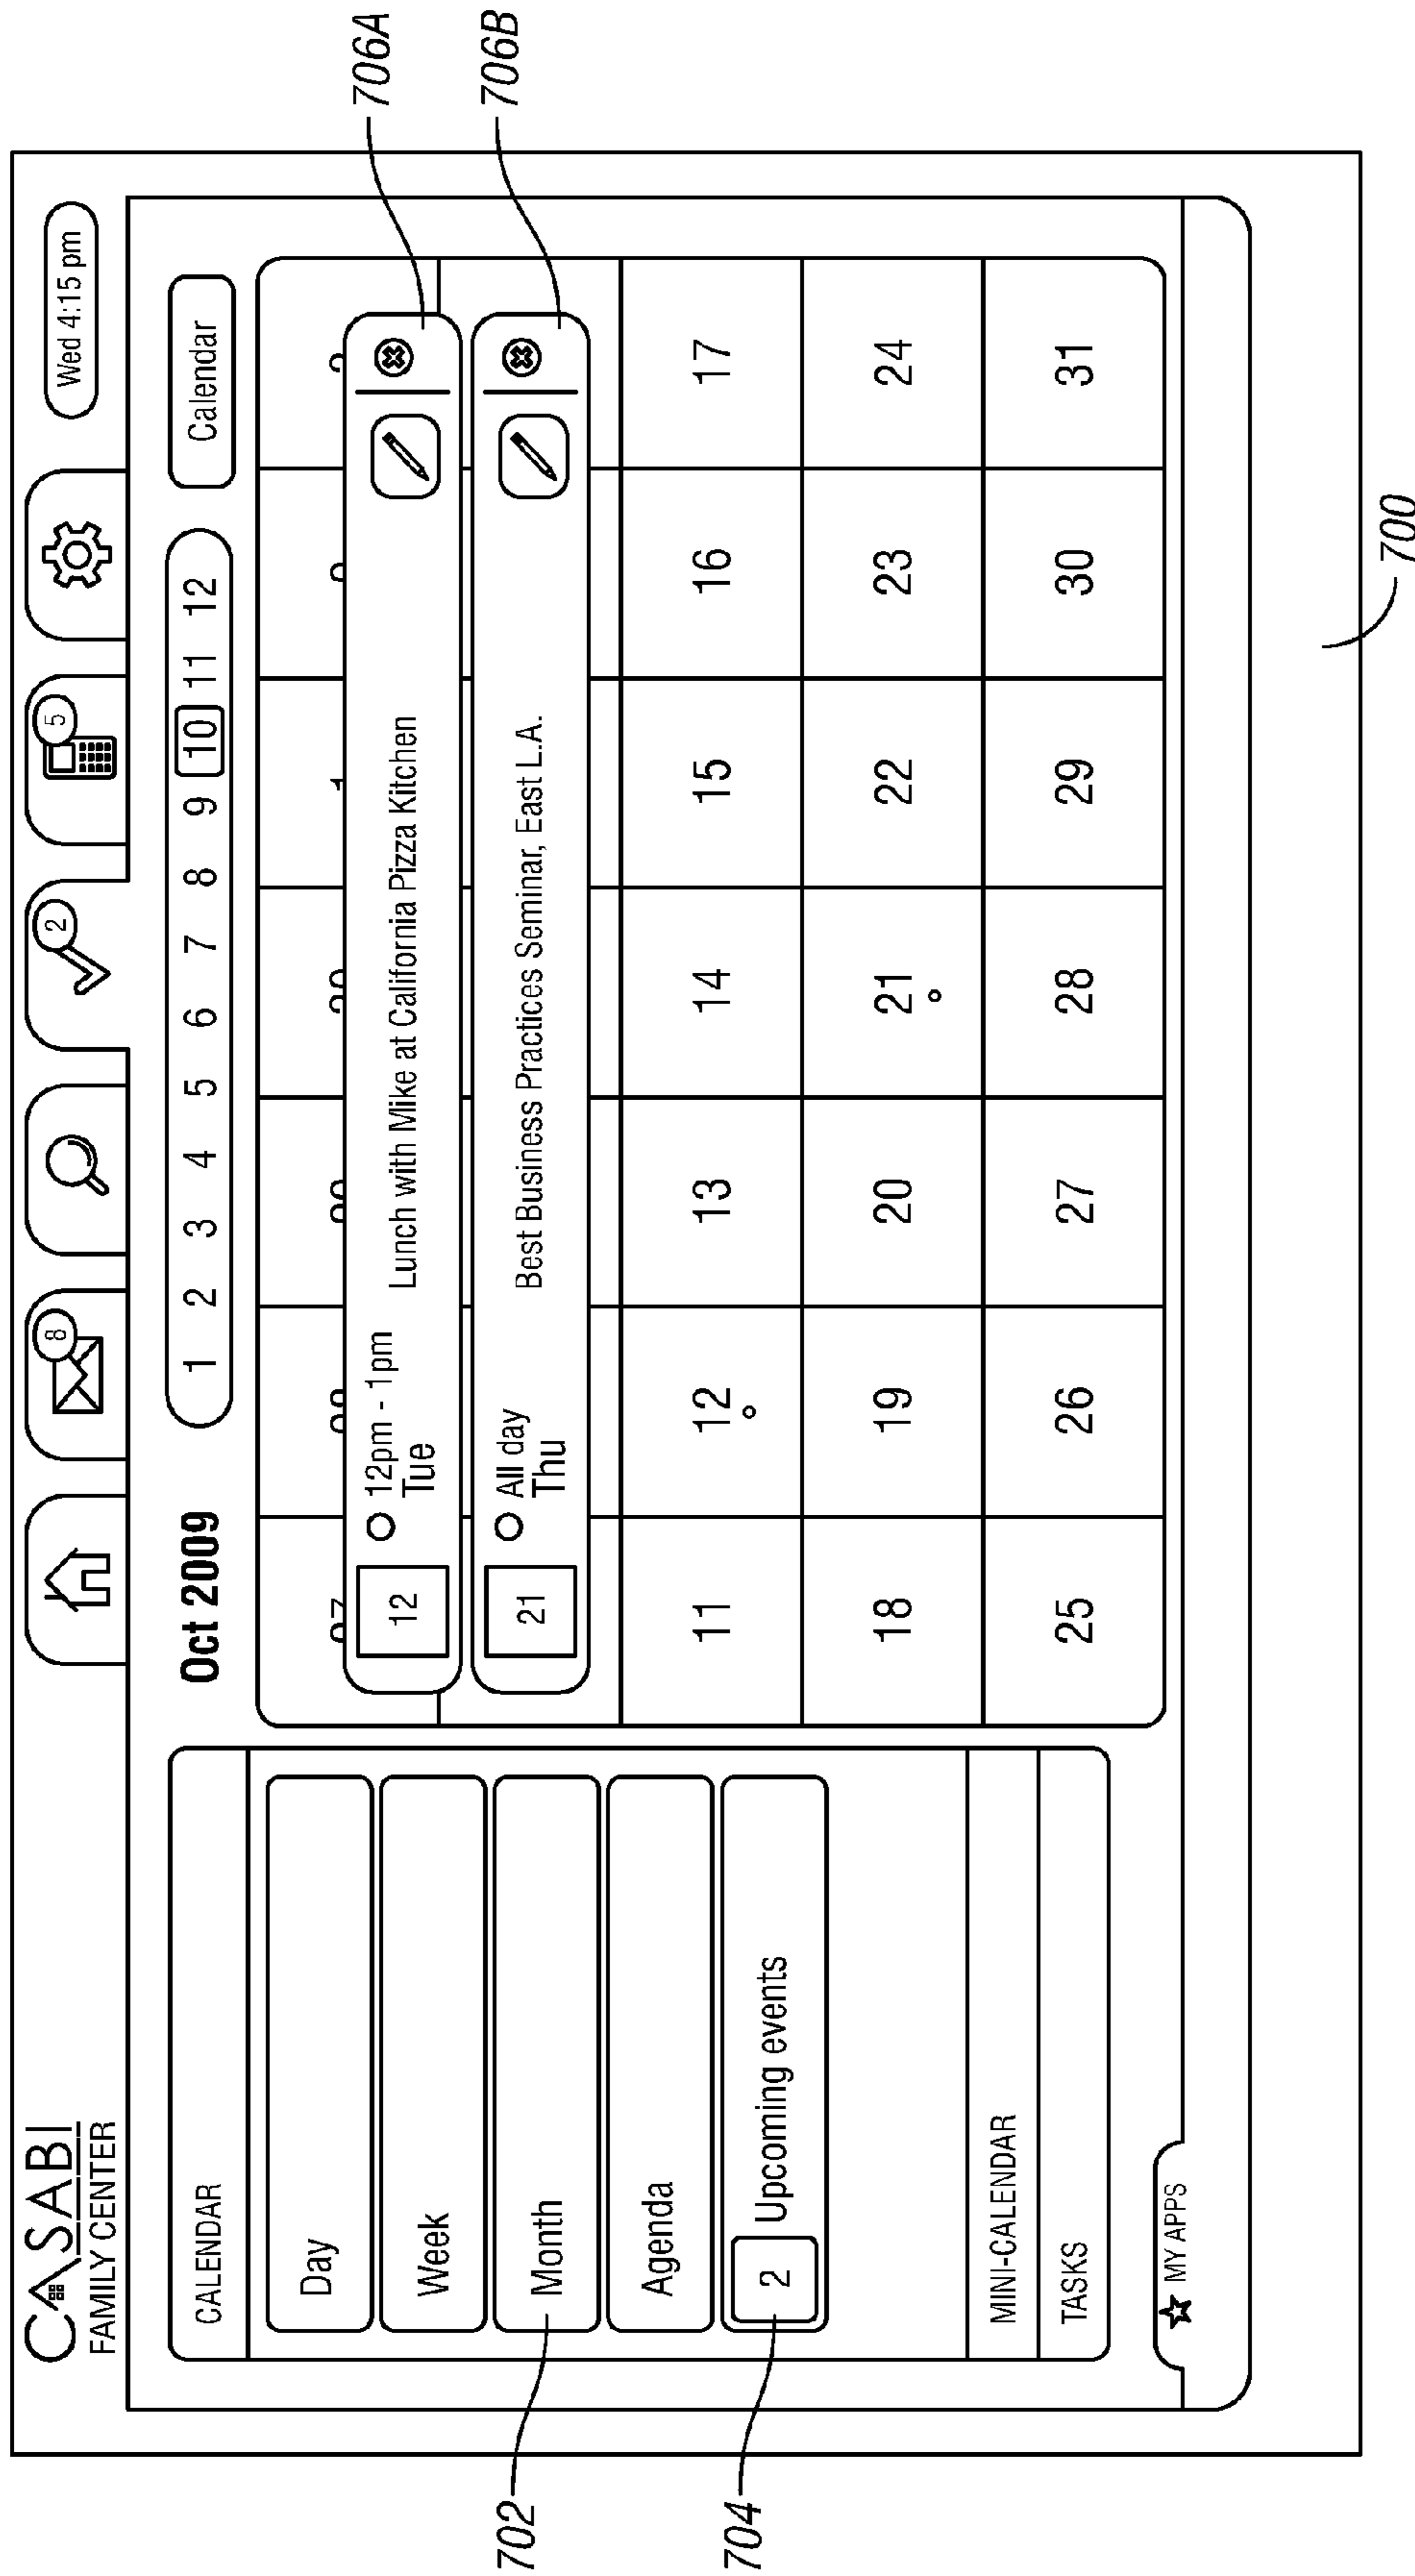 CASABI
FAMILY CENTER
8
2
5
Wed 4:15 pm
CALENDAR
Day
Week
Month
Agenda
2 Upcoming events
MINI-CALENDAR
TASKS
MY APPS
Oct 2009
1 2 3 4 5 6 7 8 9 10 11 12
Calendar
12
12pm - 1pm
Tue
Lunch with Mike at California Pizza Kitchen
21
All day
Thu
Best Business Practices Seminar, East L.A.
11 12 13 14 15 16 17
18 19 20 21 22 23 24
25 26 27 28 29 30 31
702
704
706A
706B
700